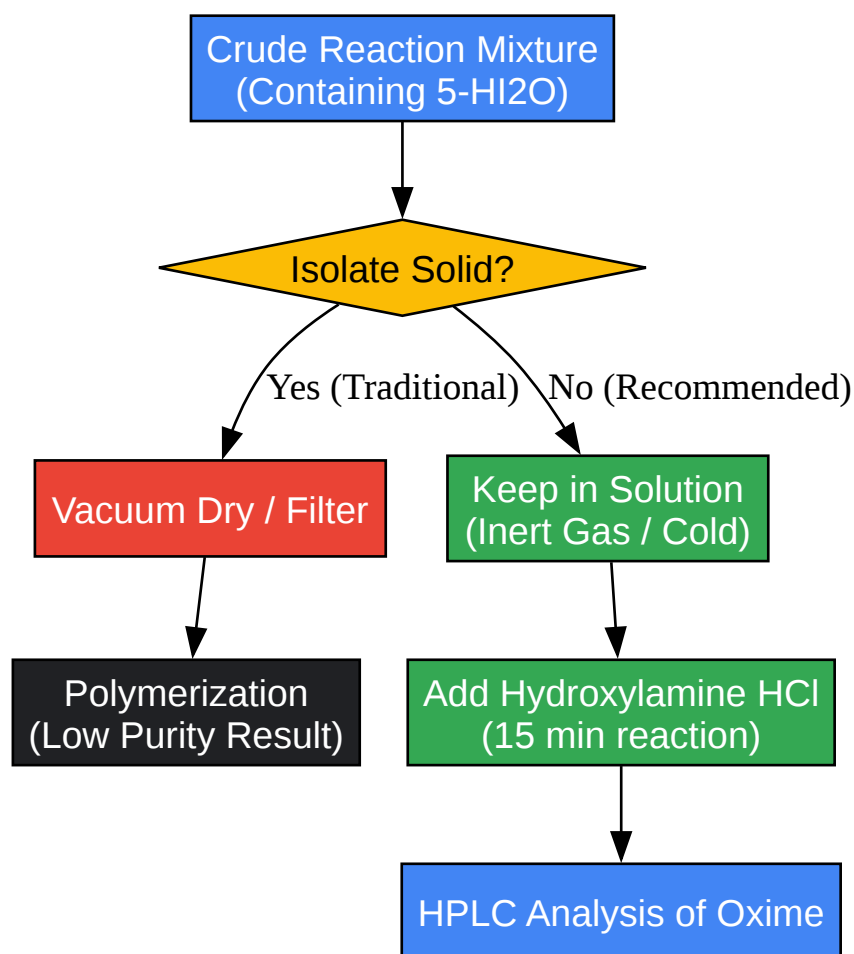 Crude Reaction Mixture
(Containing 5-HI2O)
Isolate Solid?
Yes (Traditional)
No (Recommended)
Vacuum Dry / Filter
Keep in Solution
(Inert Gas / Cold)
Polymerization
(Low Purity Result)
Add Hydroxylamine HCl
(15 min reaction)
HPLC Analysis of Oxime